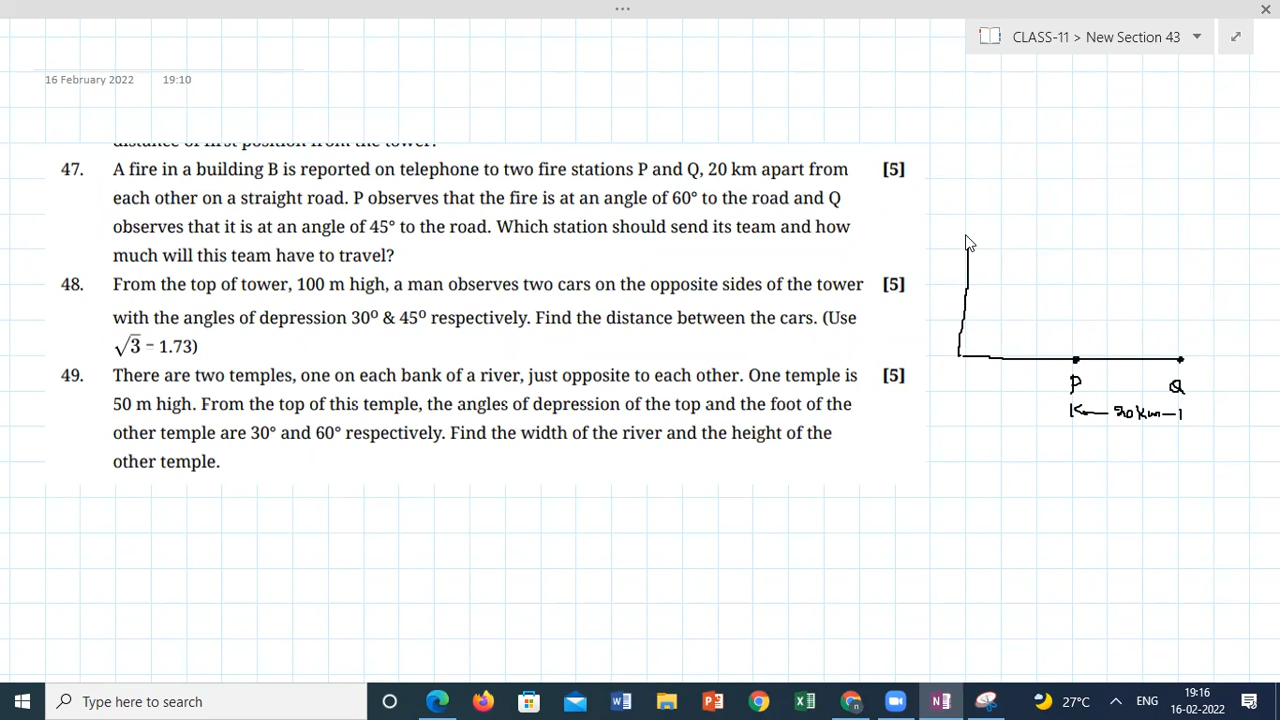 CLASS-11 > New Section 43
16 February 2022 19:10
distance of first position from the tower.
47. A fire in a building B is reported on telephone to two fire stations P and Q, 20 km apart from [5]
each other on a straight road. P observes that the fire is at an angle of 60° to the road and Q
observes that it is at an angle of 45° to the road. Which station should send its team and how
much will this team have to travel?
48. From the top of tower, 100 m high, a man observes two cars on the opposite sides of the tower [5]
with the angles of depression 30º & 45º respectively. Find the distance between the cars. (Use
√3 - 1.73)
49. There are two temples, one on each bank of a river, just opposite to each other. One temple is [5]
50 m high. From the top of this temple, the angles of depression of the top and the foot of the
other temple are 30° and 60° respectively. Find the width of the river and the height of the
other temple.
P Q
20 km
Type here to search
27°C
ENG
19:16
16-02-2022